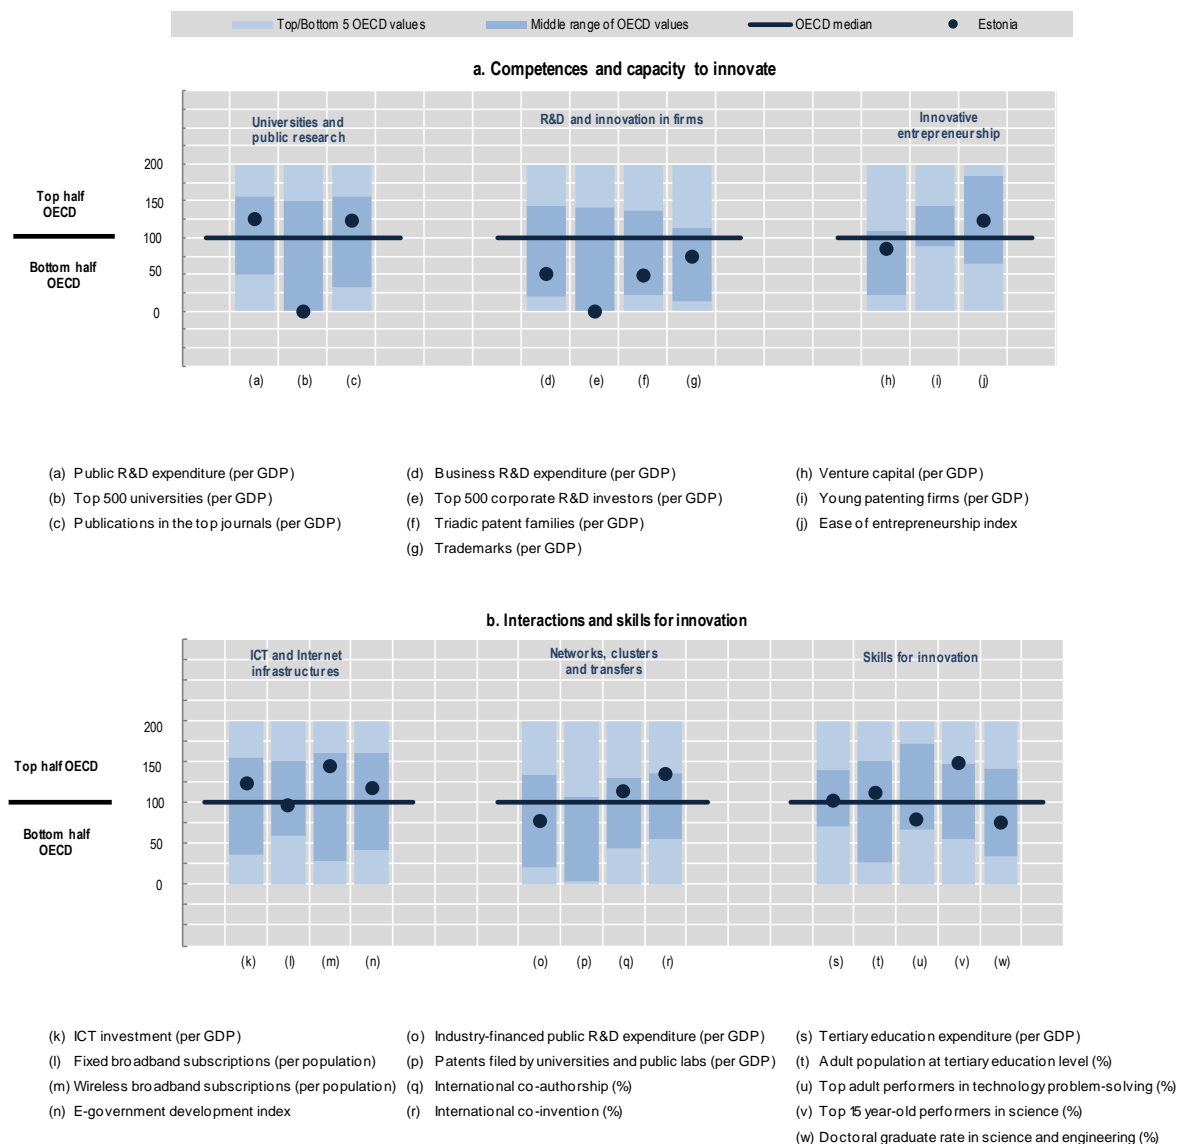 Top/Bottom 5 OECD values Middle range of OECD values OECD median Estonia
a. Competences and capacity to innovate
Universities and
public research
R&D and innovation in firms
Innovative
entrepreneurship
200
150
100
50
0
Top half
OECD
Bottom half
OECD
(a) (b) (c) (d) (e) (f) (g) (h) (i) (j)
(a) Public R&D expenditure (per GDP)
(b) Top 500 universities (per GDP)
(c) Publications in the top journals (per GDP)
(d) Business R&D expenditure (per GDP)
(e) Top 500 corporate R&D investors (per GDP)
(f) Triadic patent families (per GDP)
(g) Trademarks (per GDP)
(h) Venture capital (per GDP)
(i) Young patenting firms (per GDP)
(j) Ease of entrepreneurship index
b. Interactions and skills for innovation
ICT and Internet
infrastructures
Networks, clusters
and transfers
Skills for innovation
200
150
100
50
0
Top half OECD
Bottom half
OECD
(k) (l) (m) (n) (o) (p) (q) (r) (s) (t) (u) (v) (w)
(k) ICT investment (per GDP)
(l) Fixed broadband subscriptions (per population)
(m) Wireless broadband subscriptions (per population)
(n) E-government development index
(o) Industry-financed public R&D expenditure (per GDP)
(p) Patents filed by universities and public labs (per GDP)
(q) International co-authorship (%)
(r) International co-invention (%)
(s) Tertiary education expenditure (per GDP)
(t) Adult population at tertiary education level (%)
(u) Top adult performers in technology problem-solving (%)
(v) Top 15 year-old performers in science (%)
(w) Doctoral graduate rate in science and engineering (%)